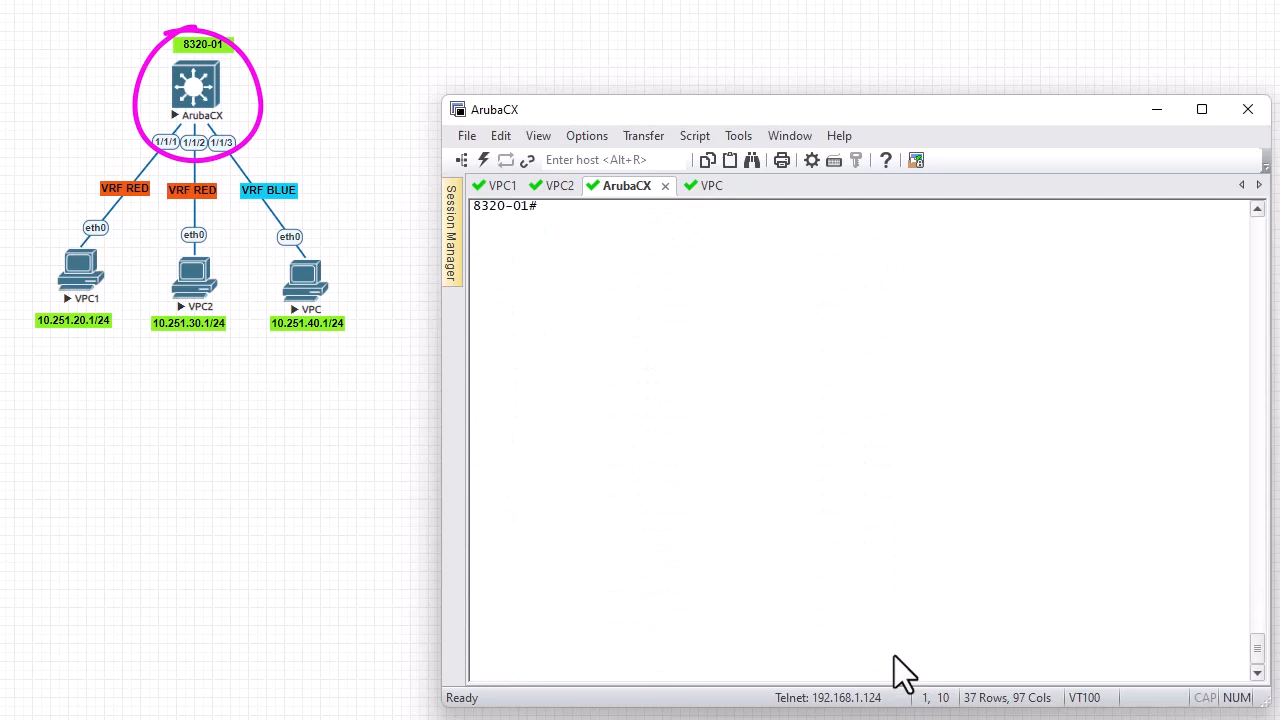 8320-01
ArubaCX
1/1/1 1/1/2 1/1/3
VRF RED VRF RED VRF BLUE
eth0 eth0 eth0
VPC1 VPC2 VPC
10.251.20.1/24 10.251.30.1/24 10.251.40.1/24
ArubaCX
File Edit View Options Transfer Script Tools Window Help
Enter host <Alt+R>
VPC1 VPC2 ArubaCX VPC
Session Manager
8320-01#
Ready Telnet: 192.168.1.124 1, 10 37 Rows, 97 Cols VT100 CAP NUM